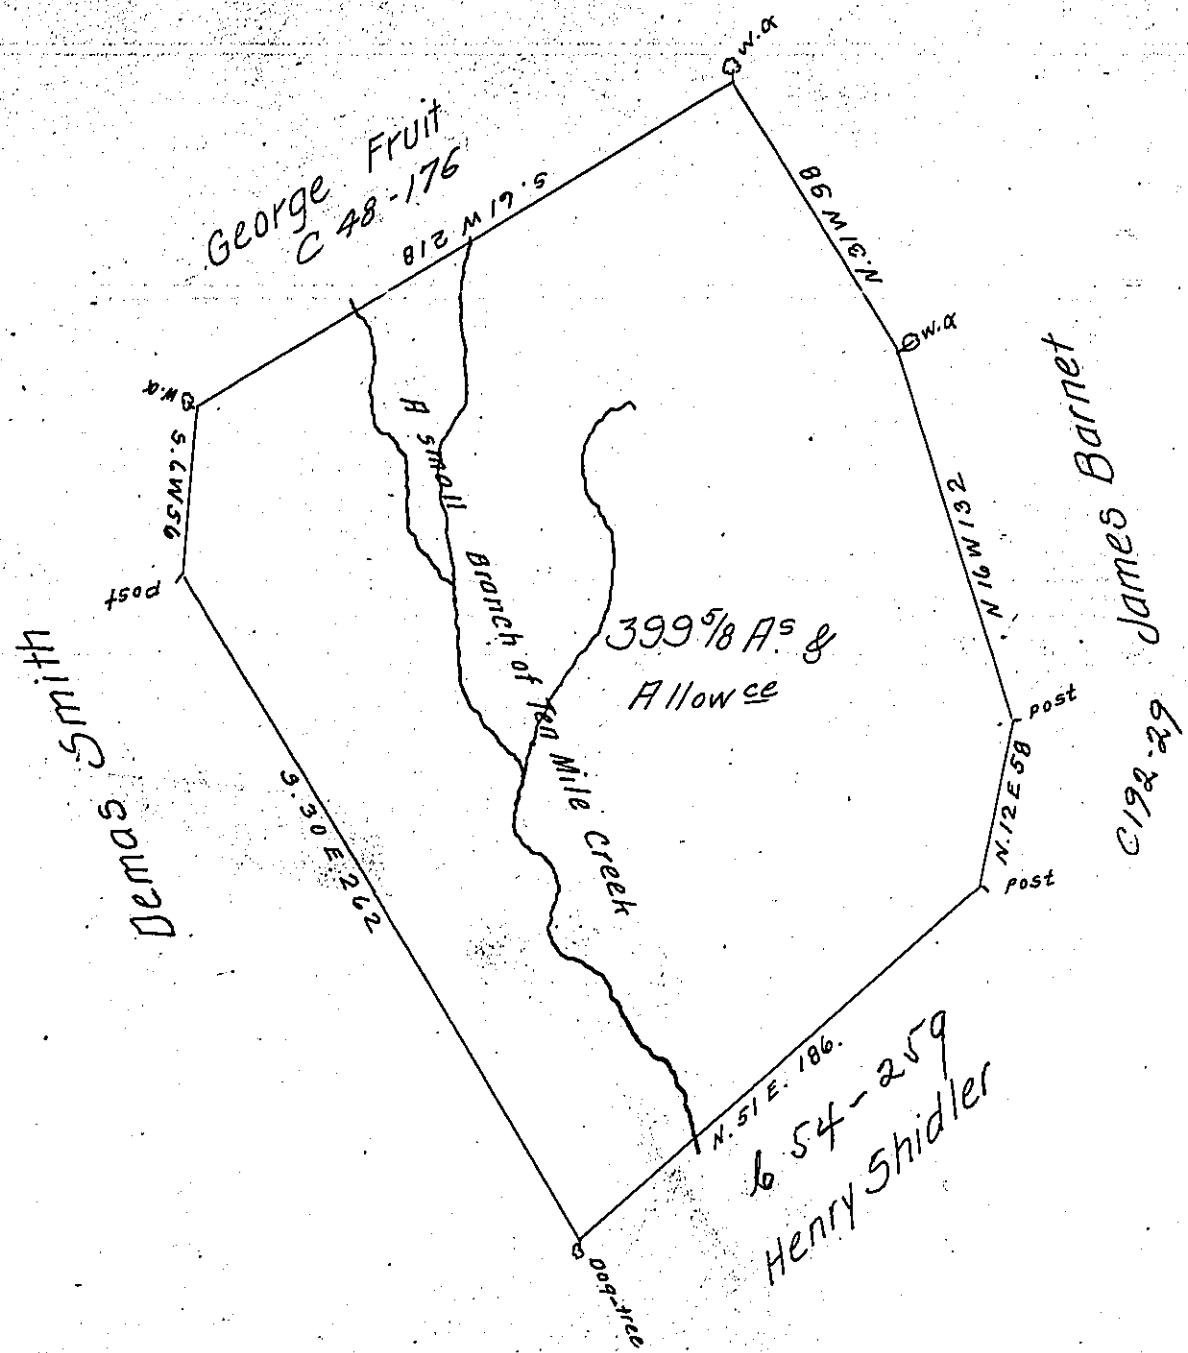 w.a
George Fruit
C 48-176
S. 61 W 218
N. 31 W 98
w.a
w.a
S. 6 W 56
post
Demas Smith
A small Branch of Ten Mile Creek
399 5/8 As. &
Allowce
N 16 W 132
James Barnet
C192-29
post
N. 12 E 58
post
S. 30 E 262
N. 51 E. 186.
b 54-259
Henry Shidler
Dog-tree